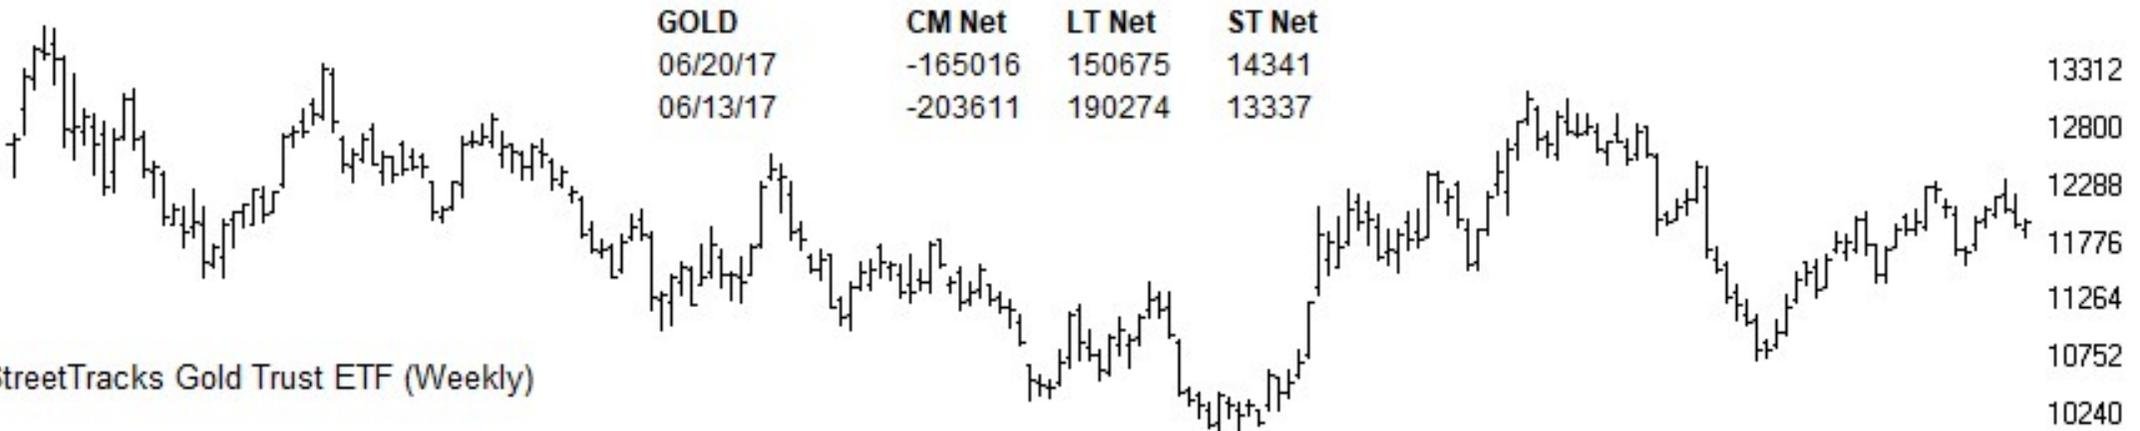 GOLD CM Net LT Net ST Net
06/20/17 -165016 150675 14341
06/13/17 -203611 190274 13337
13312
12800
12288
11776
11264
10752
10240
StreetTracks Gold Trust ETF (Weekly)